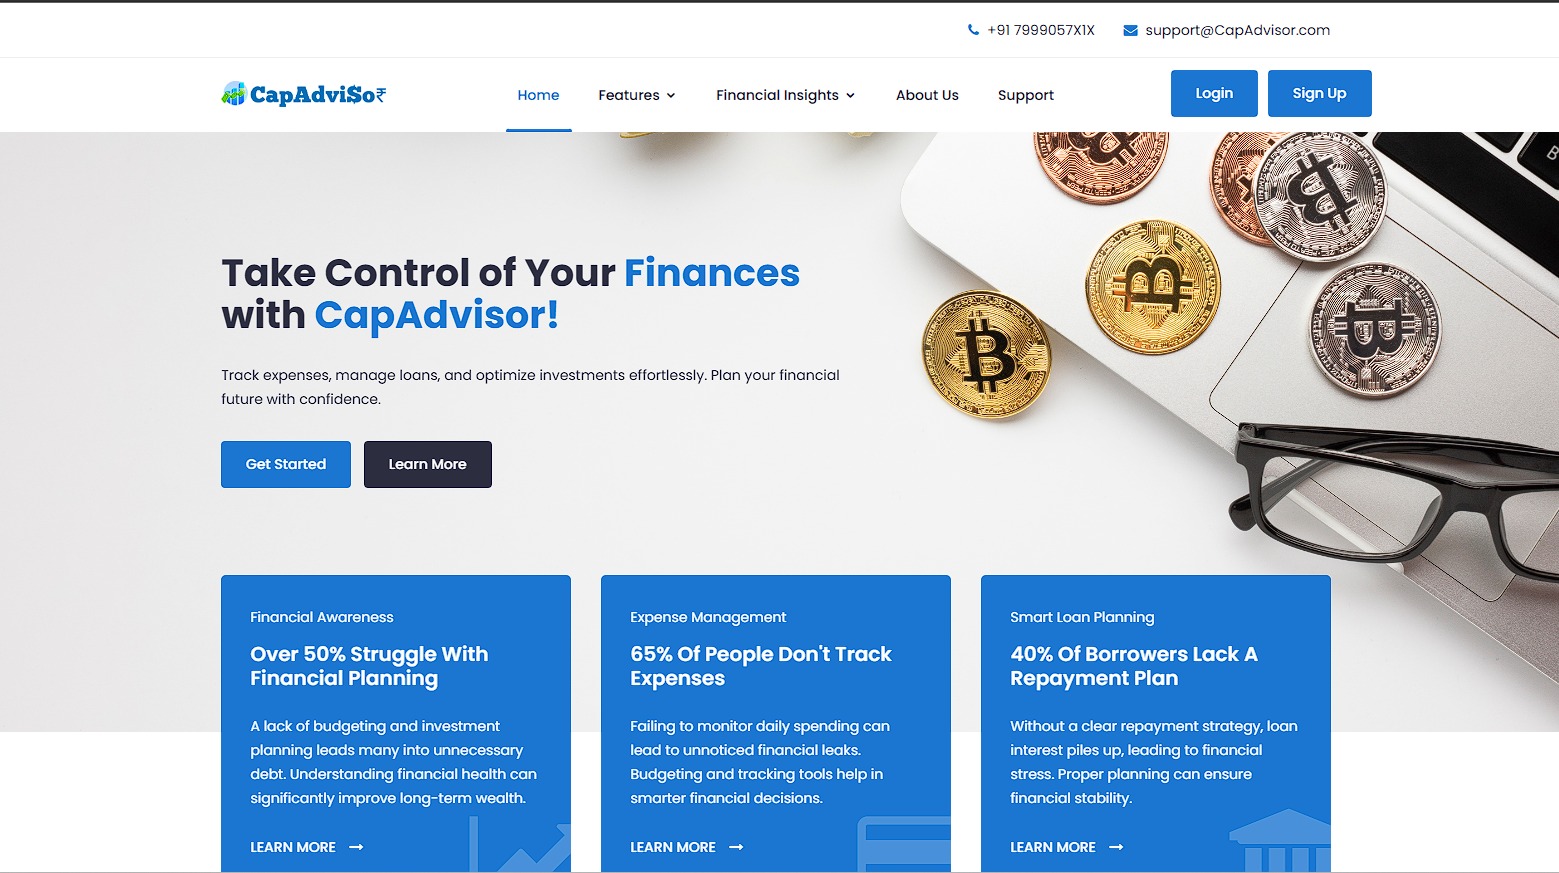 +91 7999057X1X support@CapAdvisor.com
CapAdvi$o₹ Home Features Financial Insights About Us Support Login Sign Up
Take Control of Your Finances
with CapAdvisor!
Track expenses, manage loans, and optimize investments effortlessly. Plan your financial
future with confidence.
Get Started Learn More
Financial Awareness
Over 50% Struggle With
Financial Planning
A lack of budgeting and investment
planning leads many into unnecessary
debt. Understanding financial health can
significantly improve long-term wealth.
LEARN MORE →
Expense Management
65% Of People Don't Track
Expenses
Failing to monitor daily spending can
lead to unnoticed financial leaks.
Budgeting and tracking tools help in
smarter financial decisions.
LEARN MORE →
Smart Loan Planning
40% Of Borrowers Lack A
Repayment Plan
Without a clear repayment strategy, loan
interest piles up, leading to financial
stress. Proper planning can ensure
financial stability.
LEARN MORE →